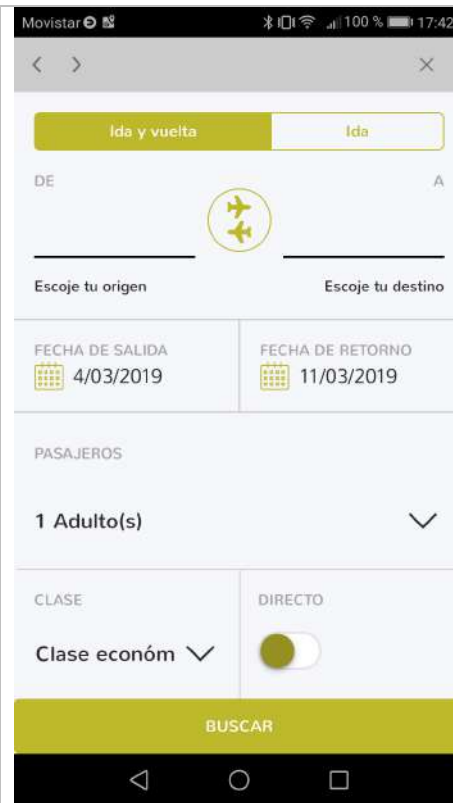 Movistar 100 % 17:42
Ida y vuelta Ida
DE A
Escoje tu origen Escoje tu destino
FECHA DE SALIDA FECHA DE RETORNO
4/03/2019 11/03/2019
PASAJEROS
1 Adulto(s)
CLASE DIRECTO
Clase económ
BUSCAR